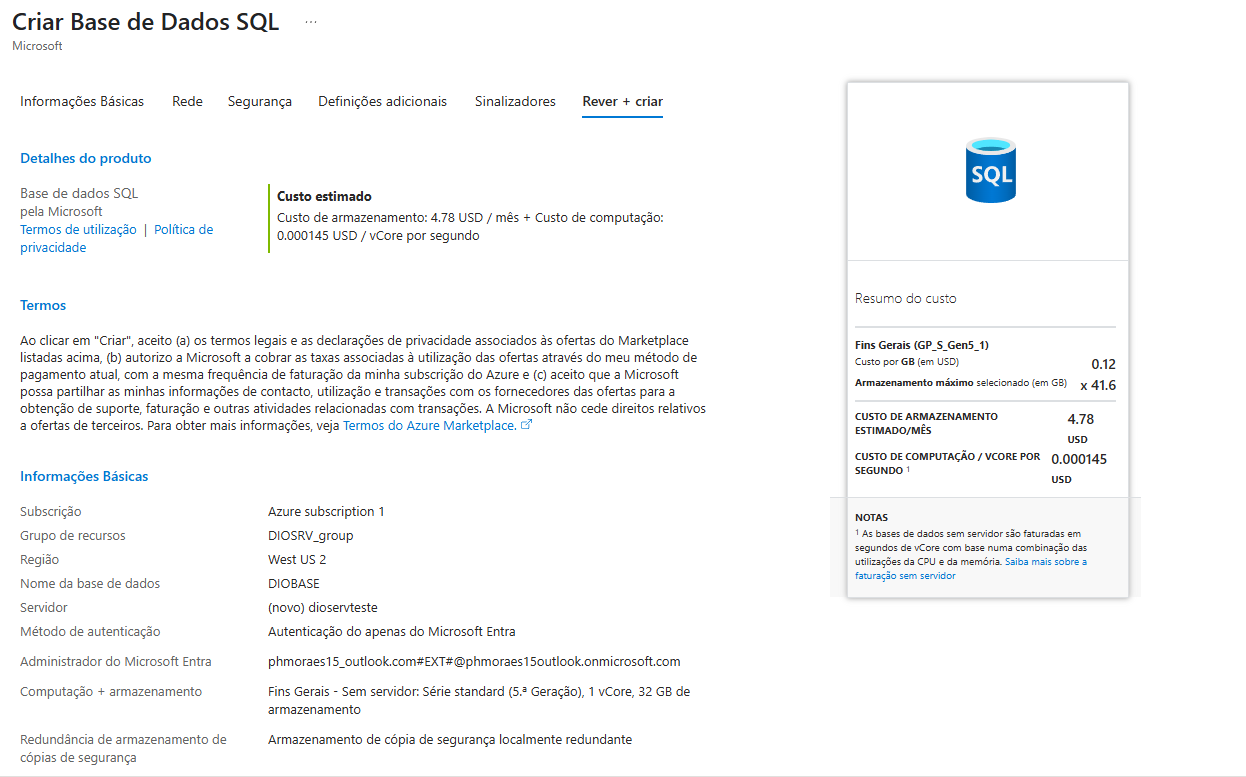 Criar Base de Dados SQL ...
Microsoft
Informações Básicas Rede Segurança Definições adicionais Sinalizadores Rever + criar
Detalhes do produto
Base de dados SQL
pela Microsoft
Termos de utilização | Política de
privacidade
Custo estimado
Custo de armazenamento: 4.78 USD / mês + Custo de computação:
0.000145 USD / vCore por segundo
Termos
Ao clicar em "Criar", aceito (a) os termos legais e as declarações de privacidade associados às ofertas do Marketplace
listadas acima, (b) autorizo a Microsoft a cobrar as taxas associadas à utilização das ofertas através do meu método de
pagamento atual, com a mesma frequência de faturação da minha subscrição do Azure e (c) aceito que a Microsoft
possa partilhar as minhas informações de contacto, utilização e transações com os fornecedores das ofertas para a
obtenção de suporte, faturação e outras atividades relacionadas com transações. A Microsoft não cede direitos relativos
a ofertas de terceiros. Para obter mais informações, veja Termos do Azure Marketplace.
Informações Básicas
Subscrição Azure subscription 1
Grupo de recursos DIOSRV_group
Região West US 2
Nome da base de dados DIOBASE
Servidor (novo) dioservteste
Método de autenticação Autenticação do apenas do Microsoft Entra
Administrador do Microsoft Entra phmoraes15_outlook.com#EXT#@phmoraes15outlook.onmicrosoft.com
Computação + armazenamento Fins Gerais - Sem servidor: Série standard (5.ª Geração), 1 vCore, 32 GB de
armazenamento
Redundância de armazenamento de
cópias de segurança
Armazenamento de cópia de segurança localmente redundante
SQL
Resumo do custo
Fins Gerais (GP_S_Gen5_1)
Custo por GB (em USD) 0.12
Armazenamento máximo selecionado (em GB) x 41.6
CUSTO DE ARMAZENAMENTO
ESTIMADO/MÊS
4.78
USD
CUSTO DE COMPUTAÇÃO / VCORE POR
SEGUNDO ¹
0.000145
USD
NOTAS
¹ As bases de dados sem servidor são faturadas em
segundos de vCore com base numa combinação das
utilizações da CPU e da memória. Saiba mais sobre a
faturação sem servidor